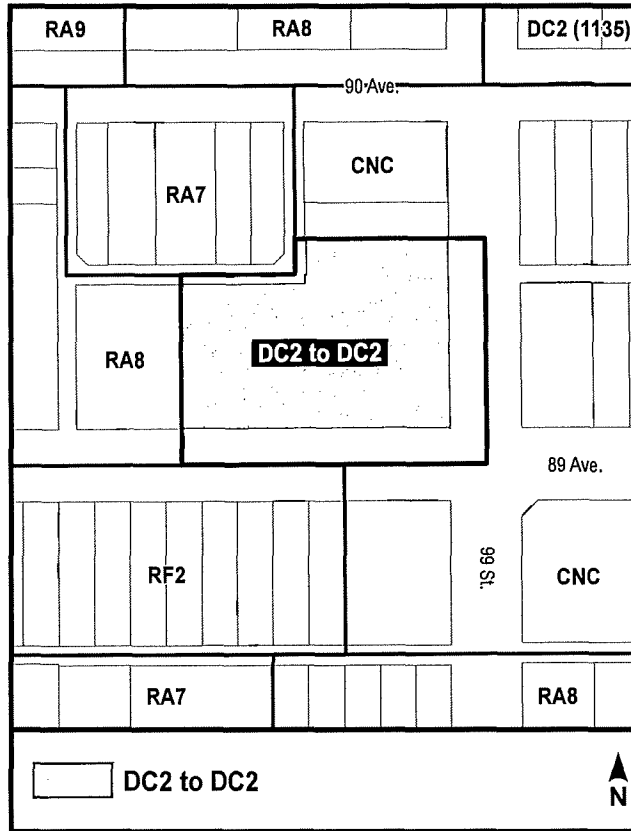 RA9
RA8
DC2 (1135)
90 Ave.
RA7
CNC
RA8
DC2 to DC2
89 Ave.
RF2
99 St.
CNC
RA7
RA8
DC2 to DC2
N